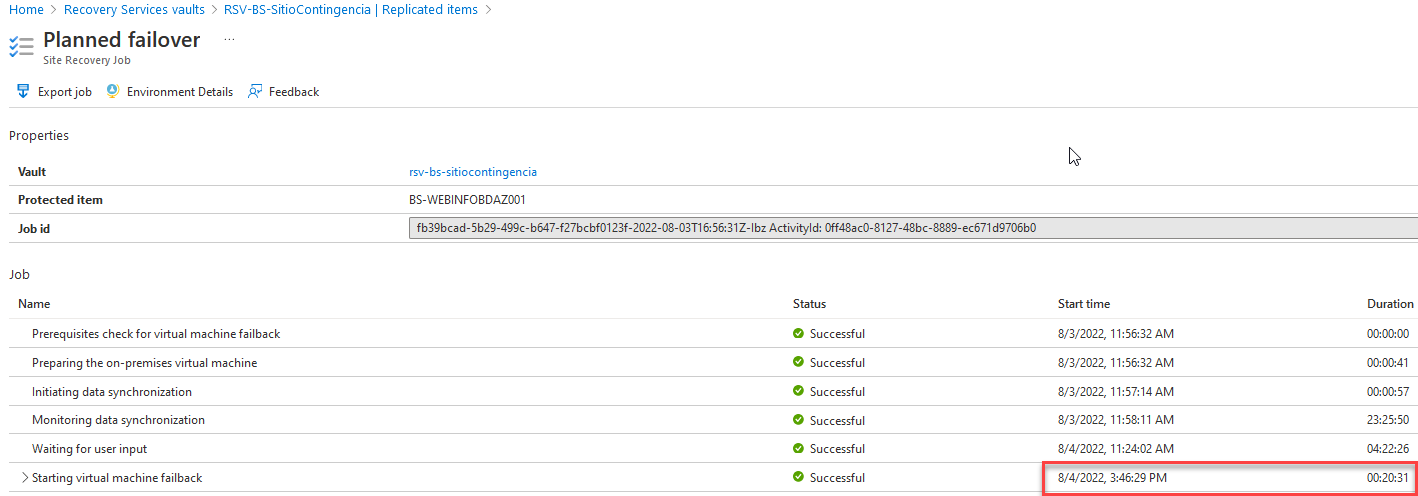 Home > Recovery Services vaults > RSV-BS-SitioContingencia | Replicated items >
Planned failover ...
Site Recovery Job
Export job Environment Details Feedback
Properties
Vault rsv-bs-sitiocontingencia
Protected item BS-WEBINFOBDAZ001
Job id fb39bcad-5b29-499c-b647-f27bcbf0123f-2022-08-03T16:56:31Z-Ibz ActivityId: 0ff48ac0-8127-48bc-8889-ec671d9706b0
Job
Name Status Start time Duration
Prerequisites check for virtual machine failback Successful 8/3/2022, 11:56:32 AM 00:00:00
Preparing the on-premises virtual machine Successful 8/3/2022, 11:56:32 AM 00:00:41
Initiating data synchronization Successful 8/3/2022, 11:57:14 AM 00:00:57
Monitoring data synchronization Successful 8/3/2022, 11:58:11 AM 23:25:50
Waiting for user input Successful 8/4/2022, 11:24:02 AM 04:22:26
> Starting virtual machine failback Successful 8/4/2022, 3:46:29 PM 00:20:31